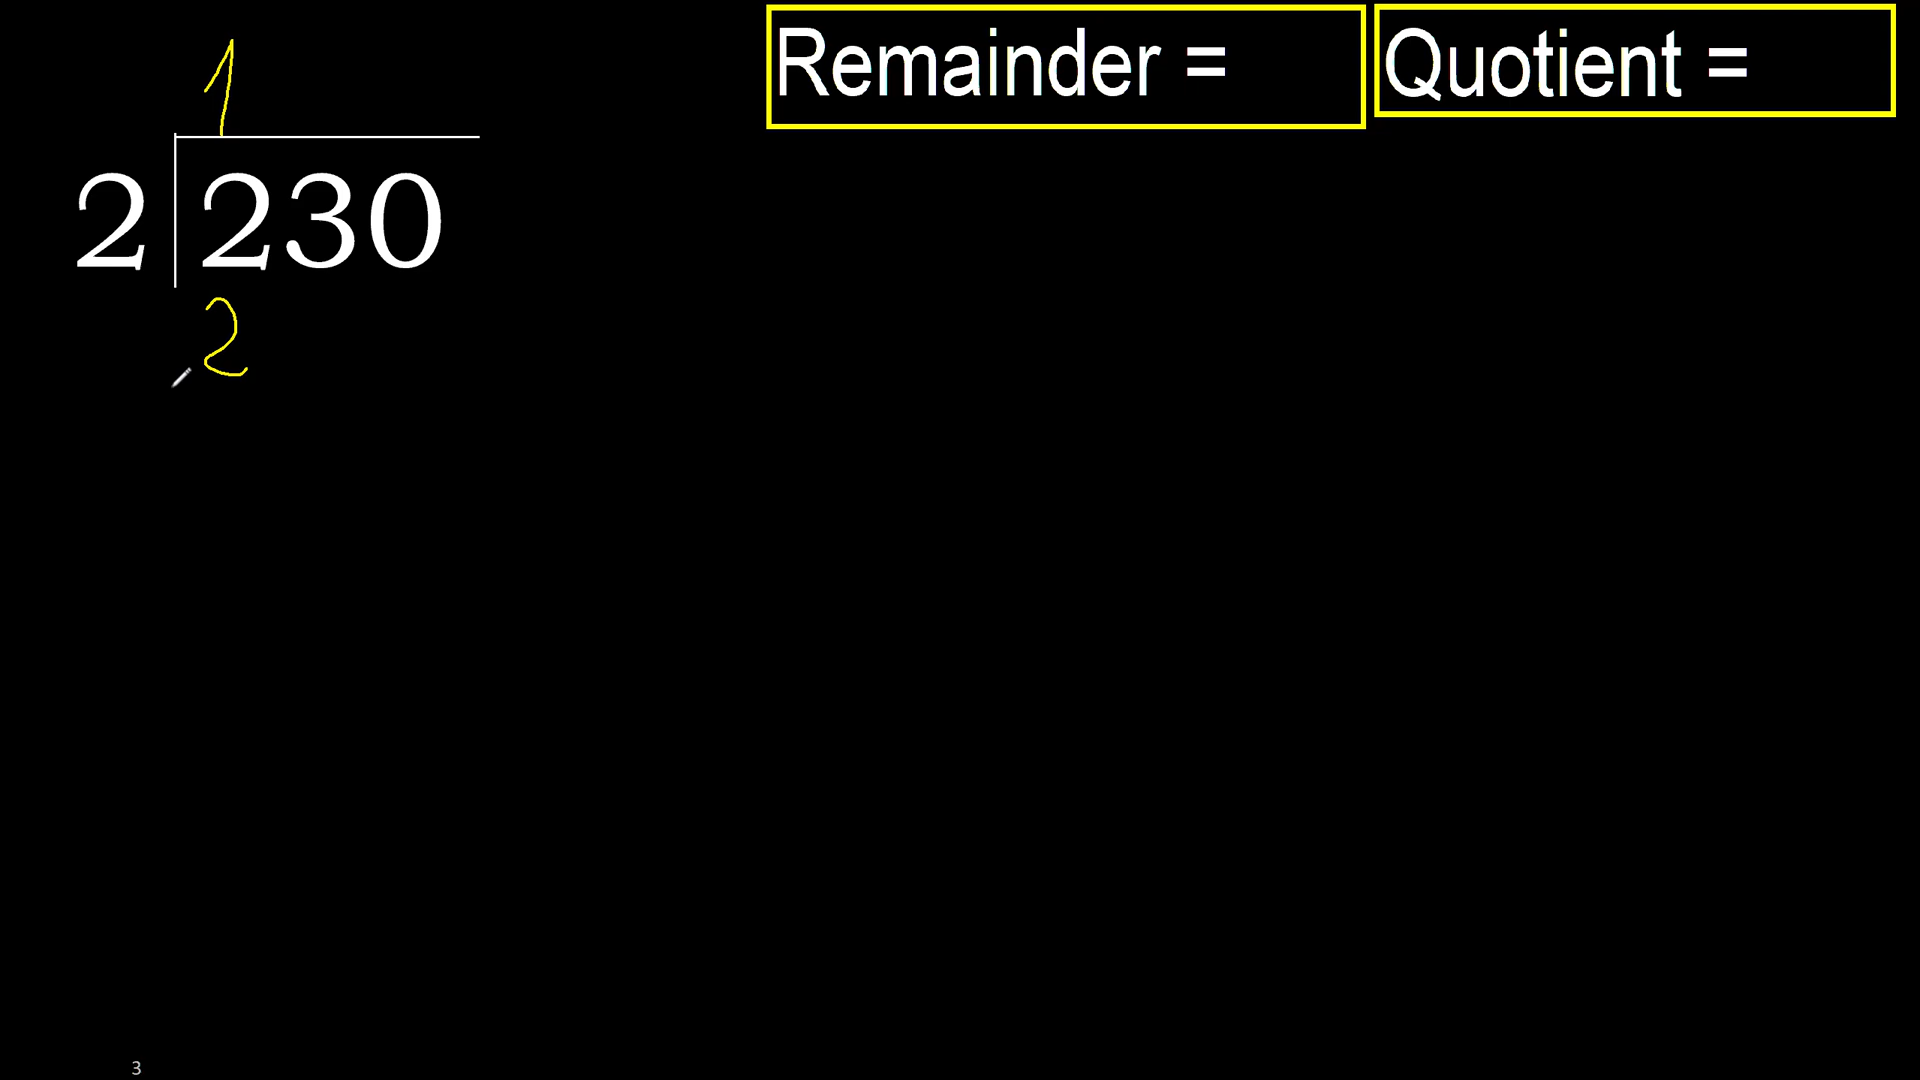 1
2 230
2
Remainder =
Quotient =
3